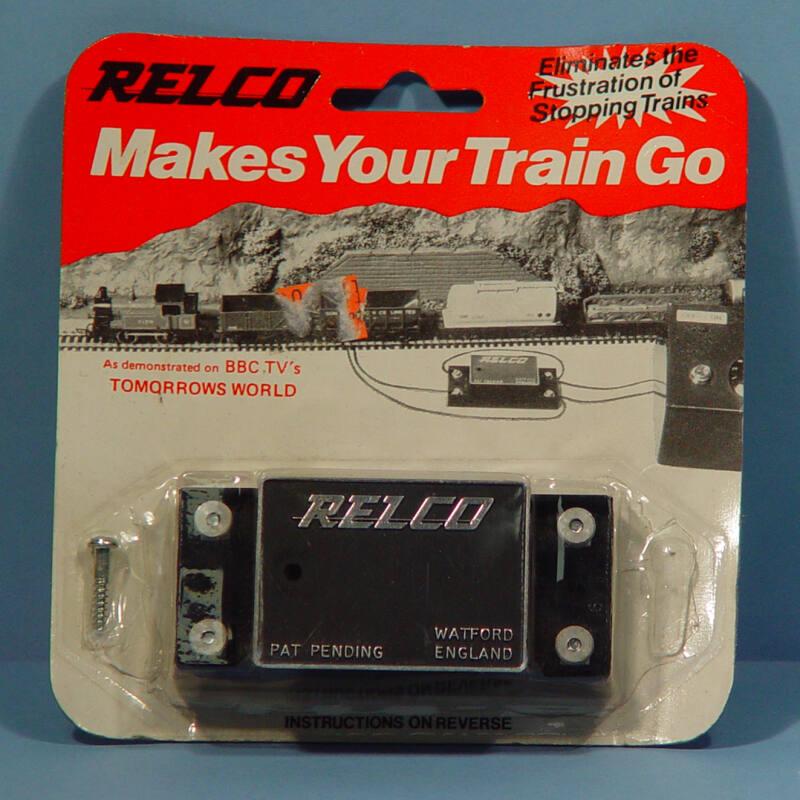 RELCO
Eliminates the
Frustration of
Stopping Trains
Makes Your Train Go
As demonstrated on BBC TV's
TOMORROWS WORLD
RELCO
RELCO
PAT PENDING
WATFORD
ENGLAND
INSTRUCTIONS ON REVERSE